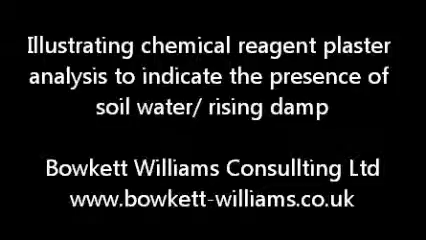 Illustrating chemical reagent plaster
analysis to indicate the presence of
soil water/ rising damp
Bowkett Williams Consullting Ltd
www.bowkett-williams.co.uk